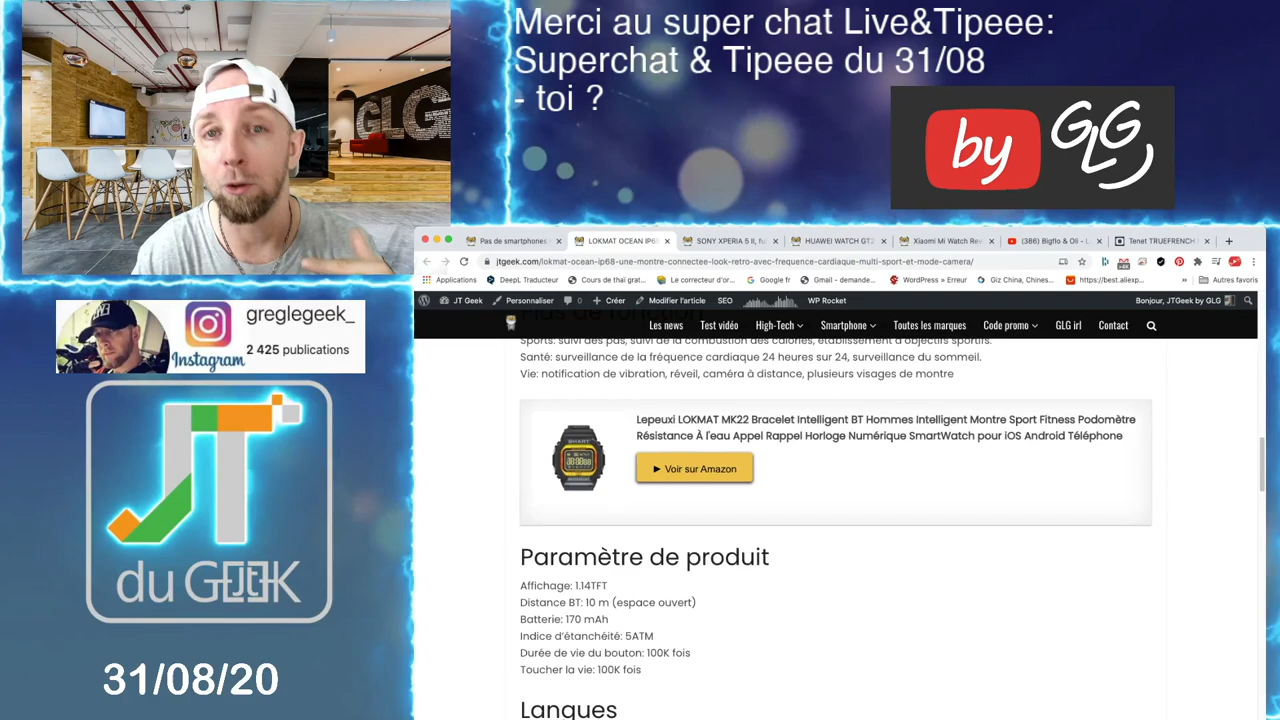 Merci au super chat Live&Tipeee:
Superchat & Tipeee du 31/08
- toi ?
by GLG
GLG
greglegeek_
2 425 publications
Instagram
JT
du GEEK
31/08/20
Pas de smartphones
LOKMAT OCEAN IP68
SONY XPERIA 5 II, fu
HUAWEI WATCH GT2
Xiaomi Mi Watch Rev
(386) Bigflo & Oli - L
Tenet TRUEFRENCH
jtgeek.com/lokmat-ocean-ip68-une-montre-connectee-look-retro-avec-frequence-cardiaque-multi-sport-et-mode-camera/
Applications
DeepL Traducteur
Cours de thaï grat...
Le correcteur d'or...
Google fr
Gmail - demande...
WordPress » Erreur
Giz China, Chines...
https://best.aliexp...
Autres favoris
JT Geek
Personnaliser
0
Créer
Modifier l'article
SEO
WP Rocket
Bonjour, JTGeek by GLG
Les news
Test vidéo
High-Tech
Smartphone
Toutes les marques
Code promo
GLG irl
Contact
Plus de fonction
Sports: suivi des pas, suivi de la combustion des calories, établissement d'objectifs sportifs.
Santé: surveillance de la fréquence cardiaque 24 heures sur 24, surveillance du sommeil.
Vie: notification de vibration, réveil, caméra à distance, plusieurs visages de montre
Lepeuxi LOKMAT MK22 Bracelet Intelligent BT Hommes Intelligent Montre Sport Fitness Podomètre
Résistance À l'eau Appel Rappel Horloge Numérique SmartWatch pour iOS Android Téléphone
► Voir sur Amazon
Paramètre de produit
Affichage: 1.14TFT
Distance BT: 10 m (espace ouvert)
Batterie: 170 mAh
Indice d'étanchéité: 5ATM
Durée de vie du bouton: 100K fois
Toucher la vie: 100K fois
Langues